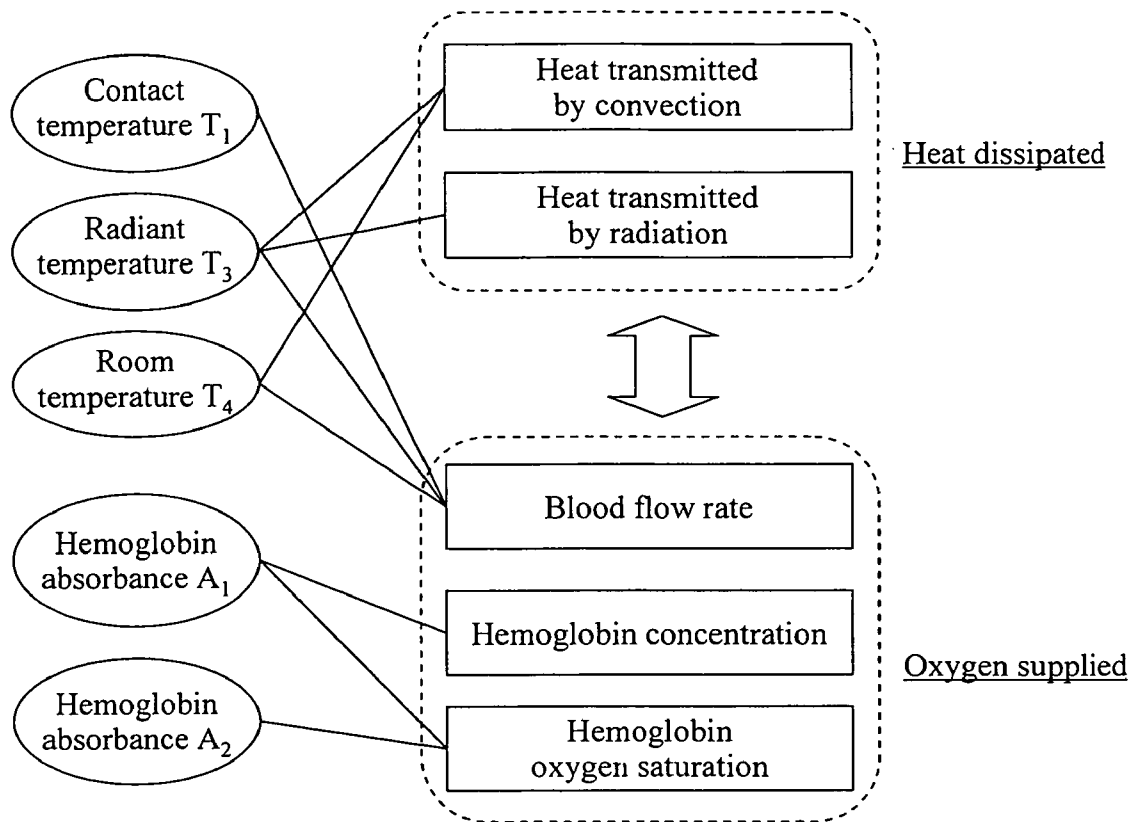 Contact
temperature T₁
Radiant
temperature T₃
Room
temperature T₄
Hemoglobin
absorbance A₁
Hemoglobin
absorbance A₂
Heat transmitted
by convection
Heat transmitted
by radiation
Heat dissipated
Blood flow rate
Hemoglobin concentration
Hemoglobin
oxygen saturation
Oxygen supplied